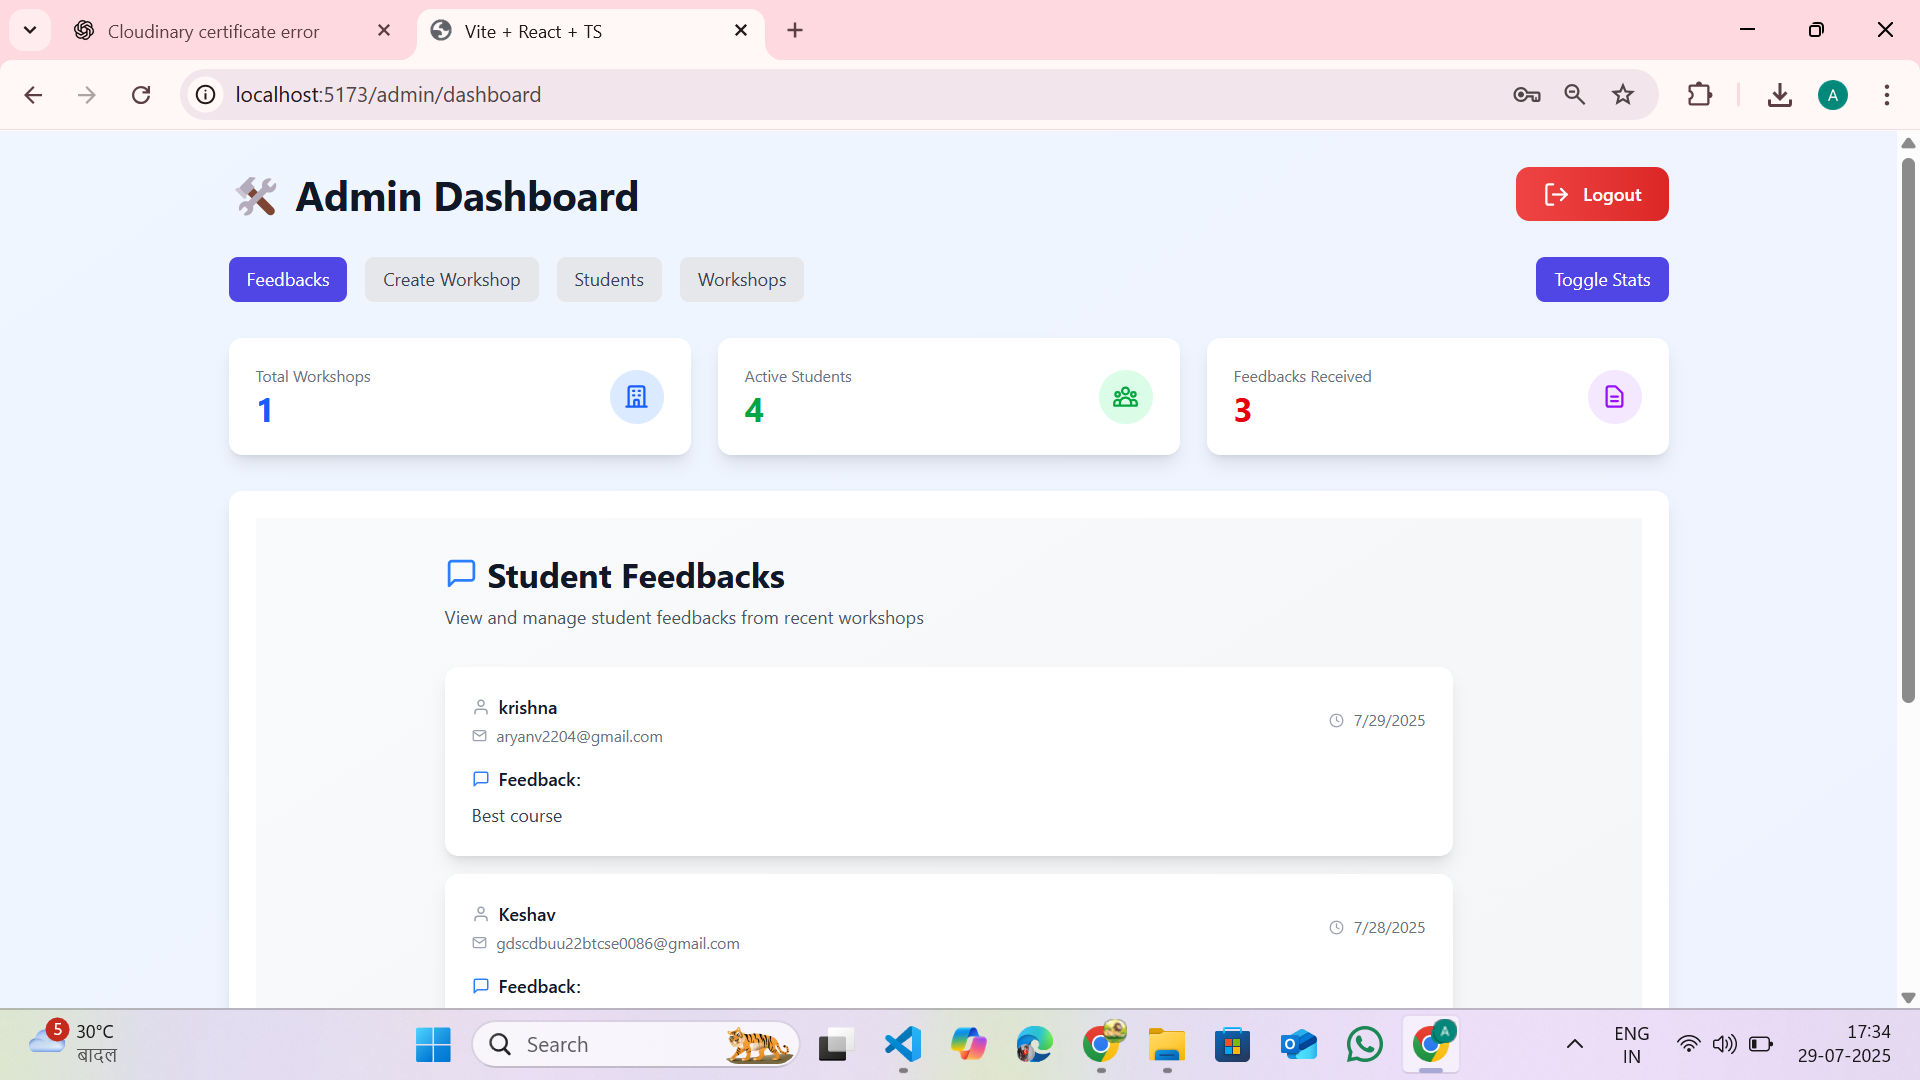 Cloudinary certificate error
Vite + React + TS
localhost:5173/admin/dashboard
A
Admin Dashboard
Logout
Feedbacks
Create Workshop
Students
Workshops
Toggle Stats
Total Workshops
1
Active Students
4
Feedbacks Received
3
Student Feedbacks
View and manage student feedbacks from recent workshops
krishna
7/29/2025
aryanv2204@gmail.com
Feedback:
Best course
Keshav
7/28/2025
gdscdbuu22btcse0086@gmail.com
Feedback:
5
30°C
बादल
Search
A
ENG
IN
17:34
29-07-2025